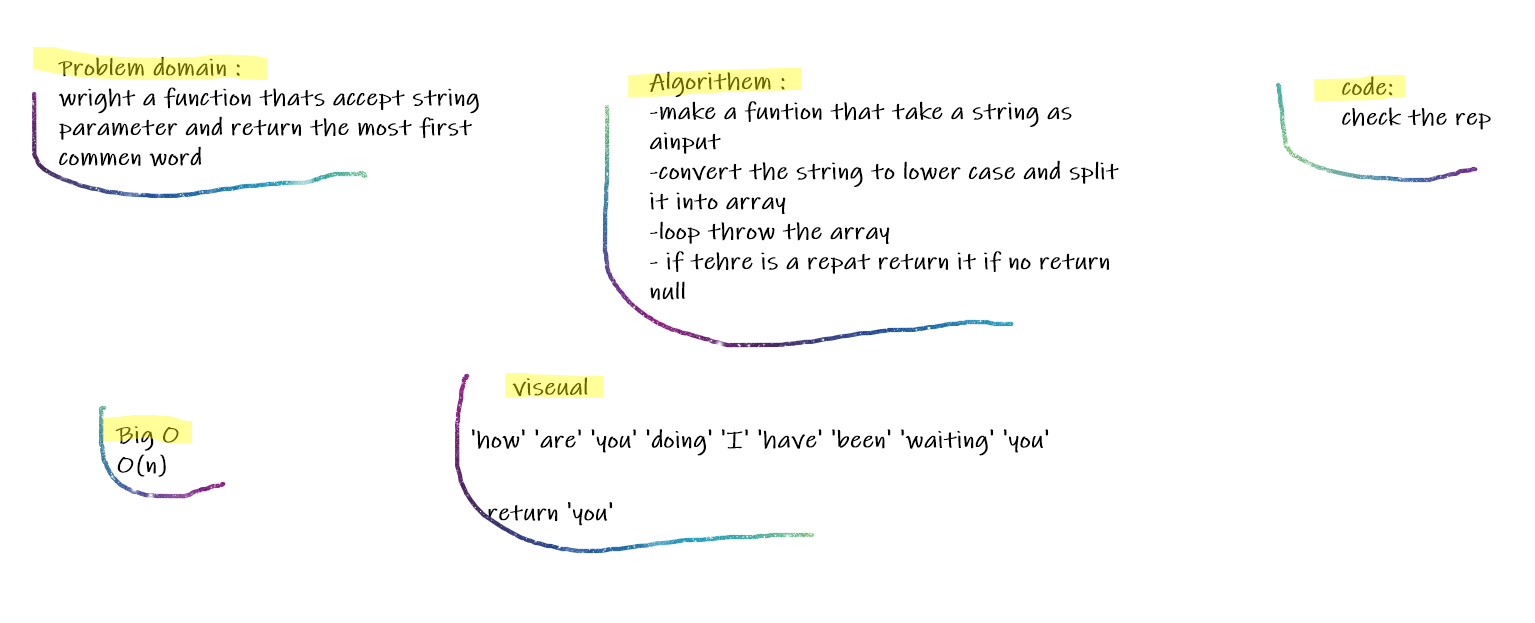 Problem domain :
wright a function thats accept string
parameter and return the most first
commen word
Algorithem :
-make a funtion that take a string as
ainput
-convert the string to lower case and split
it into array
-loop throw the array
- if tehre is a repat return it if no return
null
code:
check the rep
Big O
O(n)
viseual
'how' 'are' 'you' 'doing' 'I' 'have' 'been' 'waiting' 'you'
return 'you'